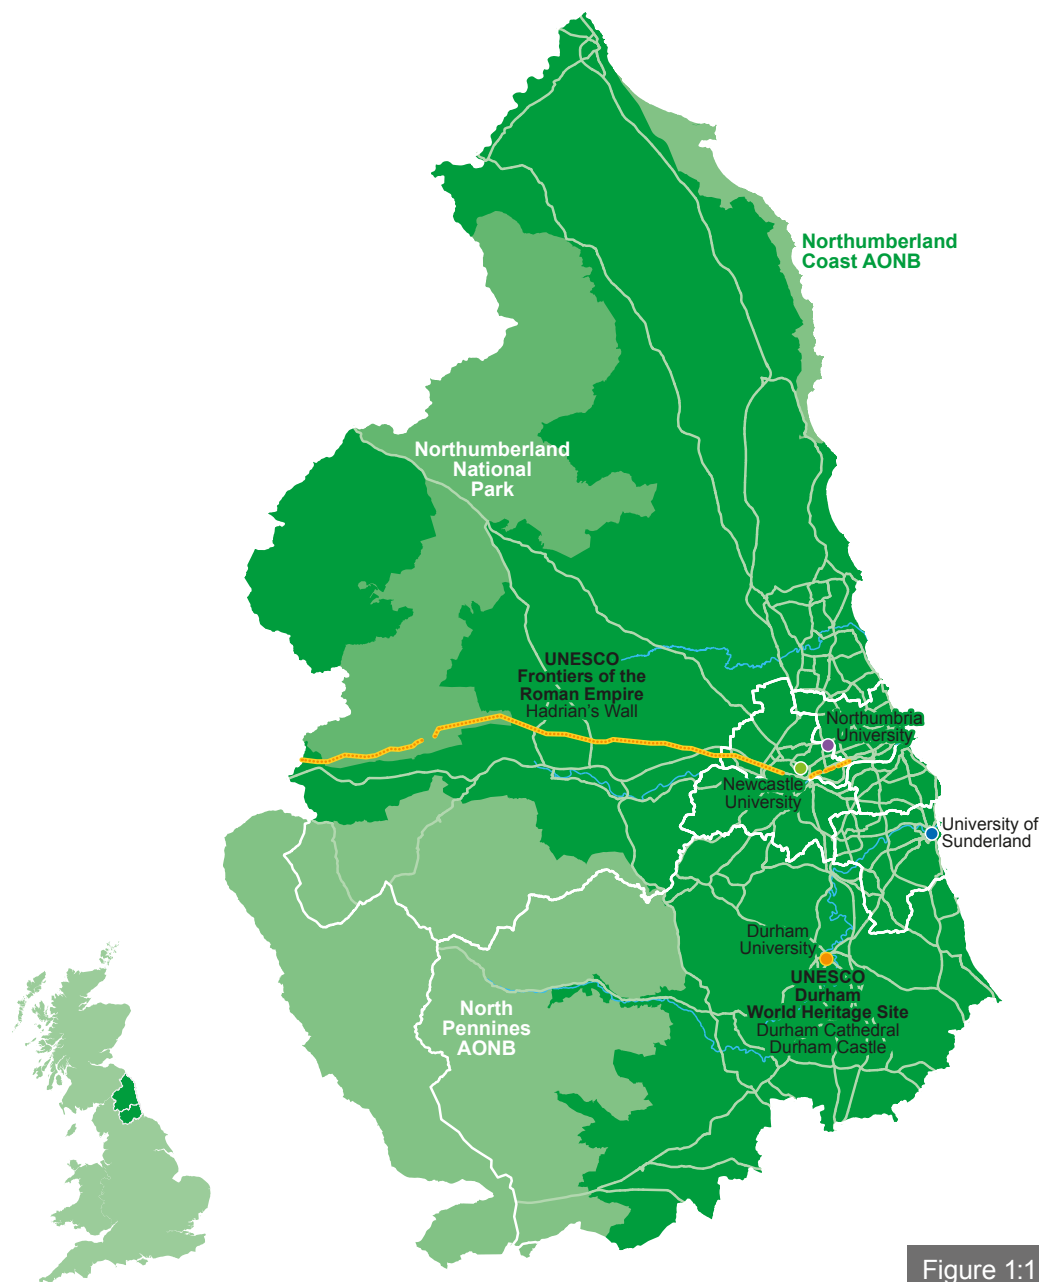 Northumberland
Coast AONB
Northumberland
National
Park
UNESCO
Frontiers of the
Roman Empire
Hadrian's Wall
Northumbria
University
Newcastle
University
University of
Sunderland
Durham
University
UNESCO
Durham
World Heritage Site
Durham Cathedral
Durham Castle
North
Pennines
AONB
Figure 1:1